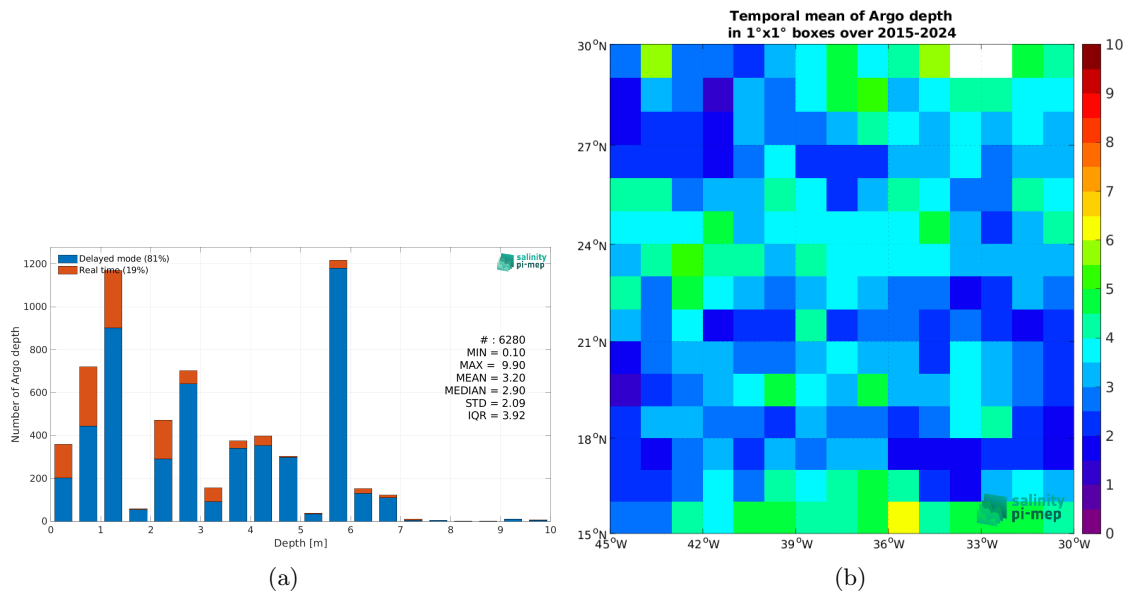 Delayed mode (81%)
Real time (19%)
salinity
pi-mep
# : 6280
MIN = 0.10
MAX = 9.90
MEAN = 3.20
MEDIAN = 2.90
STD = 2.09
IQR = 3.92
Number of Argo depth
1200
1000
800
600
400
200
0
0 1 2 3 4 5 6 7 8 9 10
Depth [m]
(a)
Temporal mean of Argo depth
in 1°x1° boxes over 2015-2024
30°N
27°N
24°N
21°N
18°N
15°N
45°W 42°W 39°W 36°W 33°W 30°W
salinity
pi-mep
10
9
8
7
6
5
4
3
2
1
0
(b)